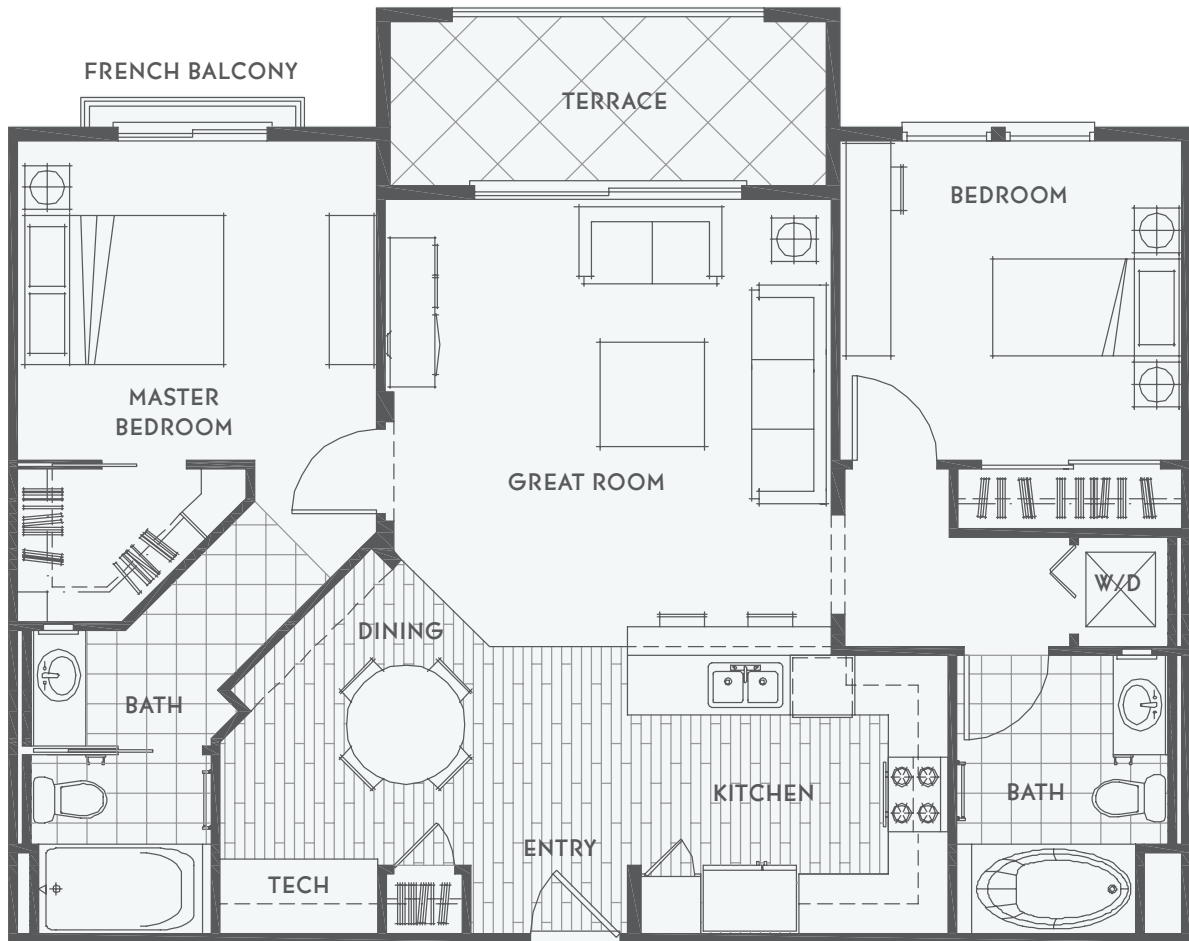 FRENCH BALCONY
TERRACE
BEDROOM
MASTER
BEDROOM
GREAT ROOM
W/D
DINING
BATH
KITCHEN
BATH
ENTRY
TECH